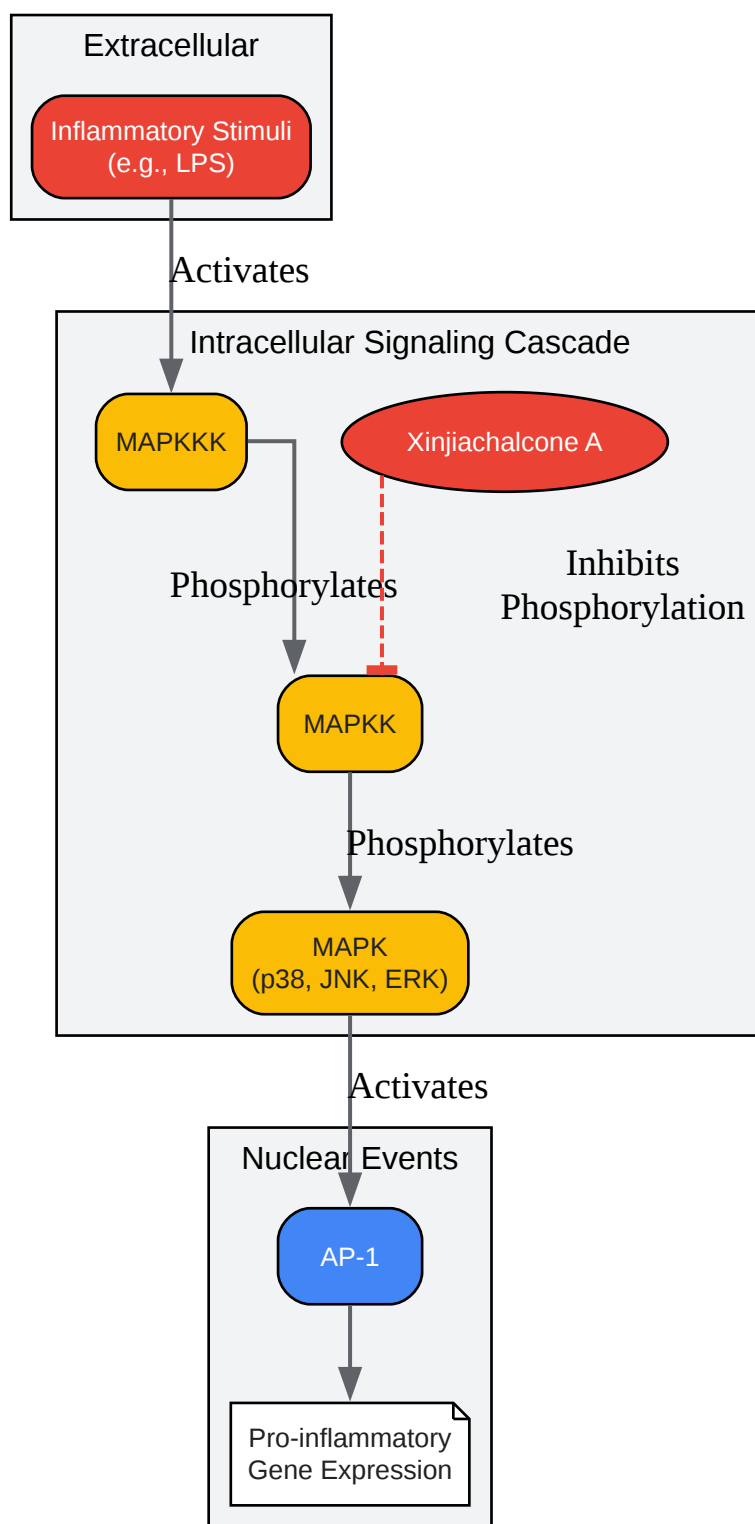 Extracellular
Inflammatory Stimuli
(e.g., LPS)
Activates
Intracellular Signaling Cascade
MAPKKK
Xinjiachalcone A
Phosphorylates
Inhibits
Phosphorylation
MAPKK
Phosphorylates
MAPK
(p38, JNK, ERK)
Activates
Nuclear Events
AP-1
Pro-inflammatory
Gene Expression